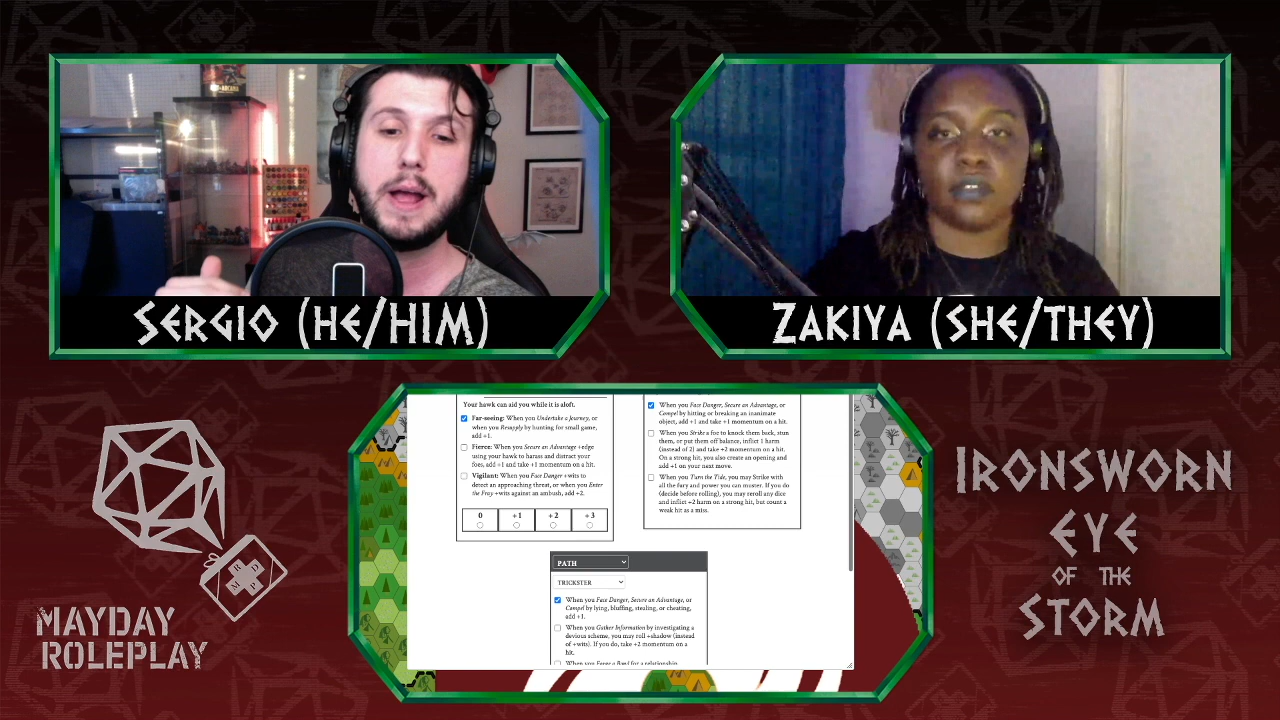 SERGIO (HE/HIM)
ZAKIYA (SHE/THEY)
Your hawk can aid you while it is aloft.
Far-seeing: When you Undertake a Journey, or
when you Resupply by hunting for small game,
add +1.
Fierce: When you Secure an Advantage +edge
using your hawk to harass and distract your
foes, add +1 and take +1 momentum on a hit.
Vigilant: When you Face Danger +wits to
detect an approaching threat, or when you Enter
the Fray +wits against an ambush, add +2.
0 +1 +2 +3
When you Face Danger, Secure an Advantage, or
Compel by hitting or breaking an inanimate
object, add +1 and take +1 momentum on a hit.
When you Strike a foe to knock them back, stun
them, or put them off balance, inflict 1 harm
(instead of 2) and take +2 momentum on a hit.
On a strong hit, you also create an opening and
add +1 on your next move.
When you Turn the Tide, you may Strike with
all the fury and power you can muster. If you do
(decide before rolling), you may reroll any dice
and inflict +2 harm on a strong hit, but count a
weak hit as a miss.
PATH
TRICKSTER
When you Face Danger, Secure an Advantage, or
Compel by lying, bluffing, stealing, or cheating,
add +1.
When you Gather Information by investigating a
devious scheme, you may roll +shadow (instead
of +wits). If you do, take +2 momentum on a
hit.
When you Forge a Bond for a relationship
R D
M P
MAYDAY
ROLEPLAY
IRONSWORN
EYE
OF THE
STORM